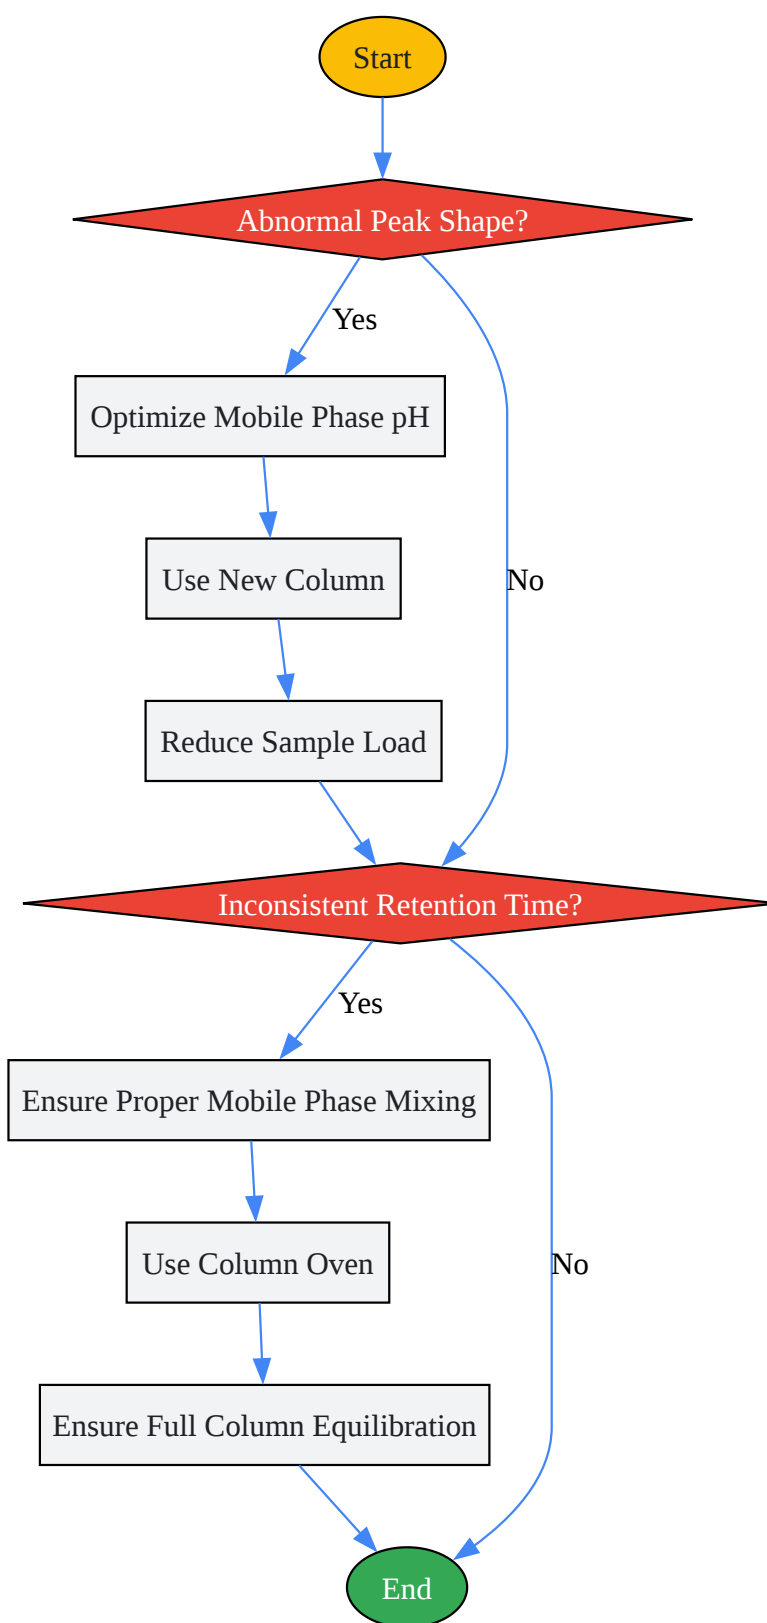 Start
Abnormal Peak Shape?
Yes
Optimize Mobile Phase pH
Use New Column
No
Reduce Sample Load
Inconsistent Retention Time?
Yes
Ensure Proper Mobile Phase Mixing
Use Column Oven
No
Ensure Full Column Equilibration
End